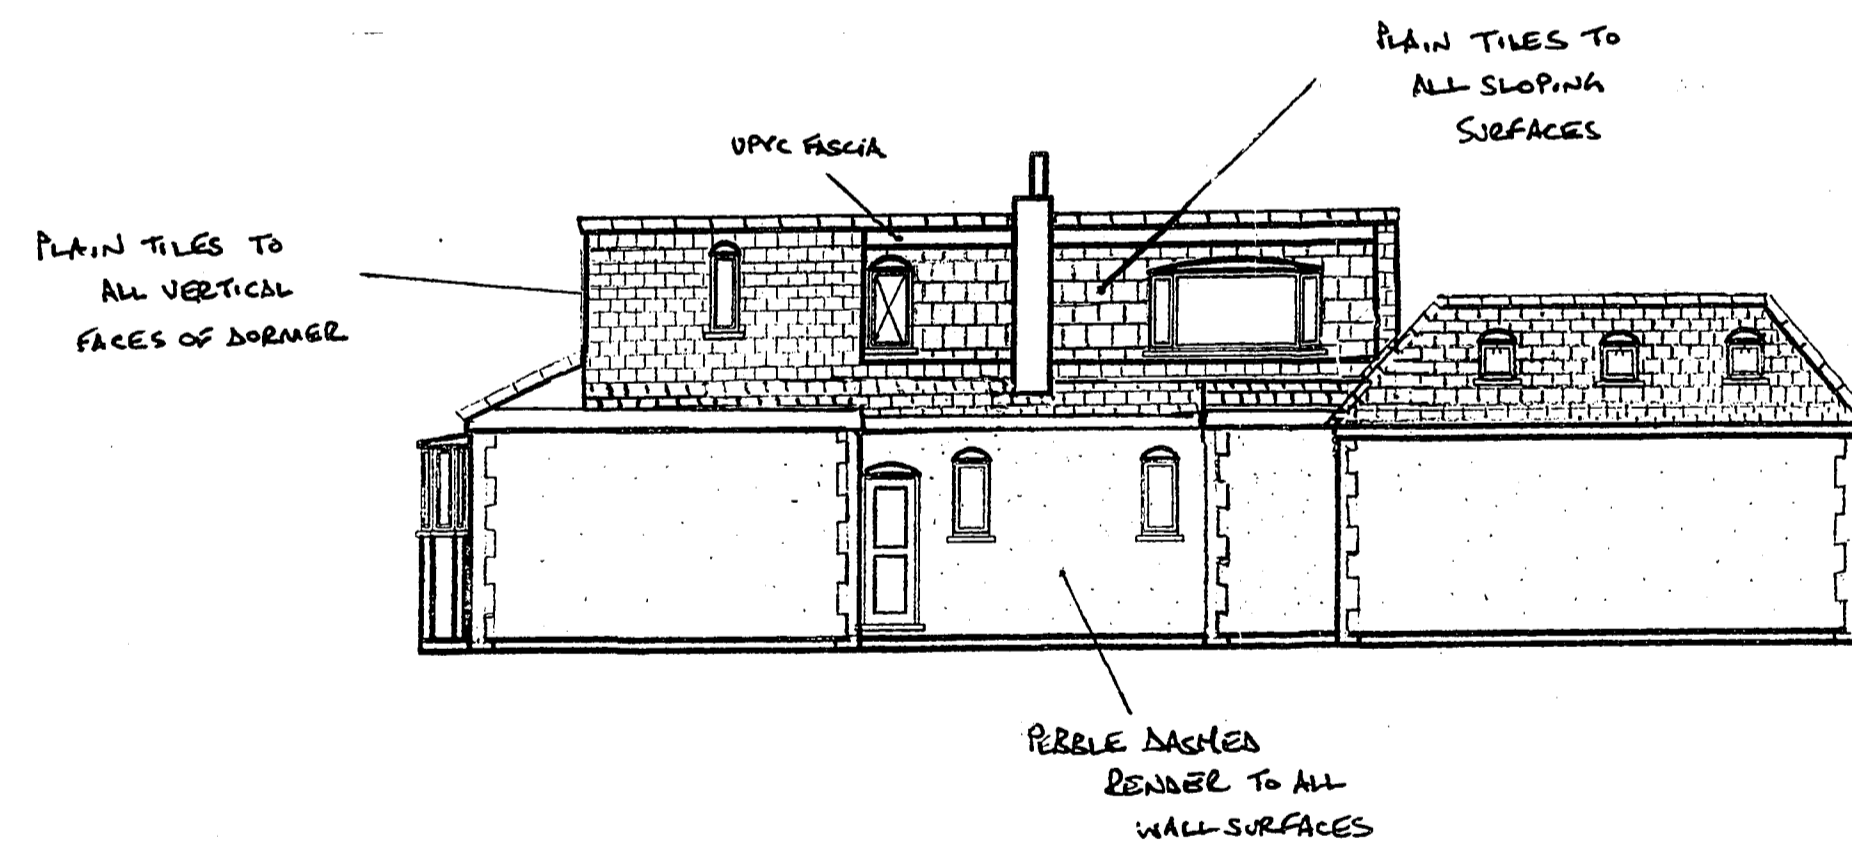 PLAIN TILES TO
ALL SLOPING
SURFACES
UPVC FASCIA
PLAIN TILES TO
ALL VERTICAL
FACES OF DORMER
PEBBLE DASHED
RENDER TO ALL
WALL SURFACES